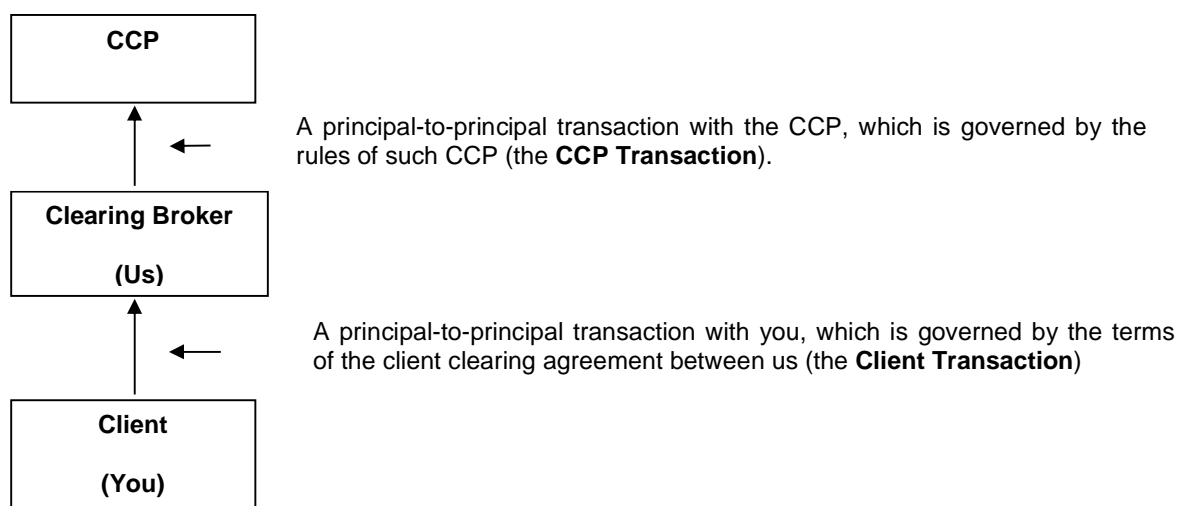 CCP
A principal-to-principal transaction with the CCP, which is governed by the
rules of such CCP (the CCP Transaction).
Clearing Broker
(Us)
A principal-to-principal transaction with you, which is governed by the terms
of the client clearing agreement between us (the Client Transaction)
Client
(You)